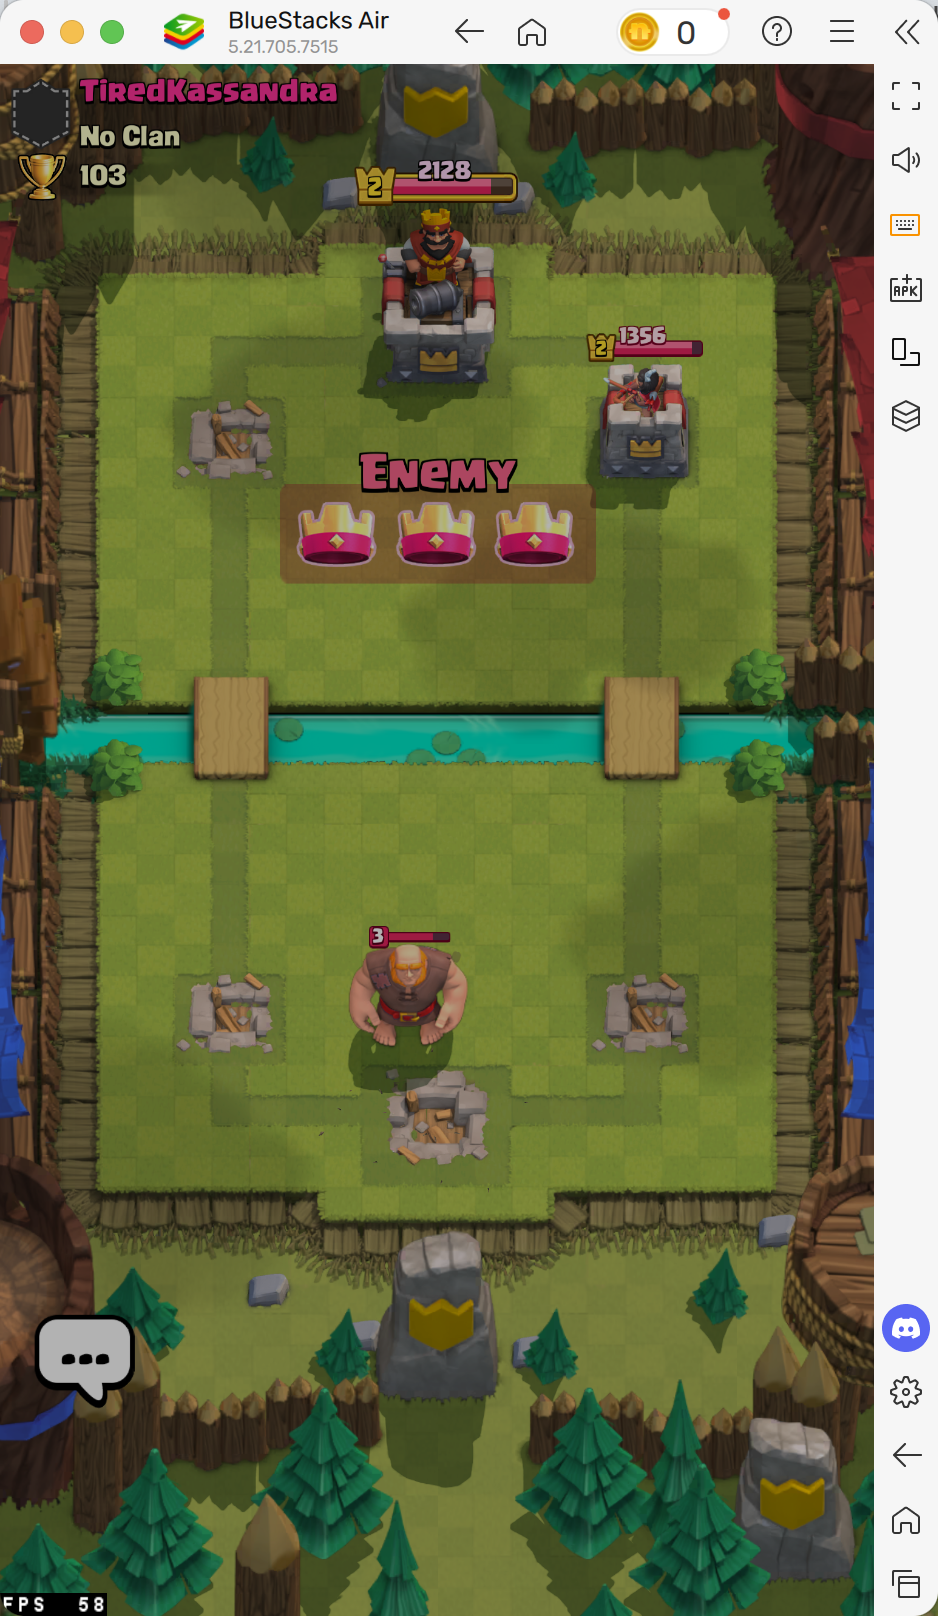 BlueStacks Air
5.21.705.7515
0
TiredKassandra
No Clan
103
2128
2
1356
2
APK
Enemy
3
FPS 58